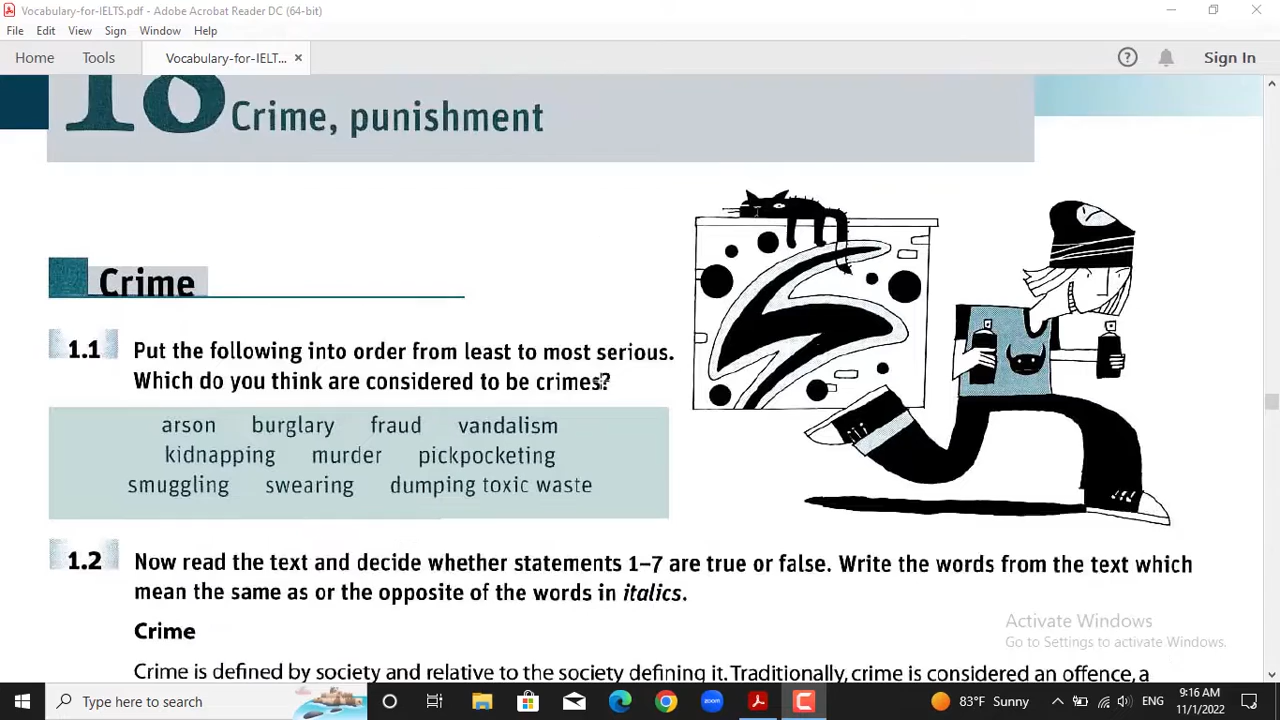 Vocabulary-for-IELTS.pdf - Adobe Acrobat Reader DC (64-bit)
File Edit View Sign Window Help
Home Tools Vocabulary-for-IELT... × Sign In
18 Crime, punishment
Crime
1.1 Put the following into order from least to most serious.
Which do you think are considered to be crimes?
arson burglary fraud vandalism
kidnapping murder pickpocketing
smuggling swearing dumping toxic waste
1.2 Now read the text and decide whether statements 1–7 are true or false. Write the words from the text which
mean the same as or the opposite of the words in italics.
Crime
Crime is defined by society and relative to the society defining it. Traditionally, crime is considered an offence, a
Activate Windows
Go to Settings to activate Windows.
Type here to search
zoom
83°F Sunny
ENG
9:16 AM
11/1/2022